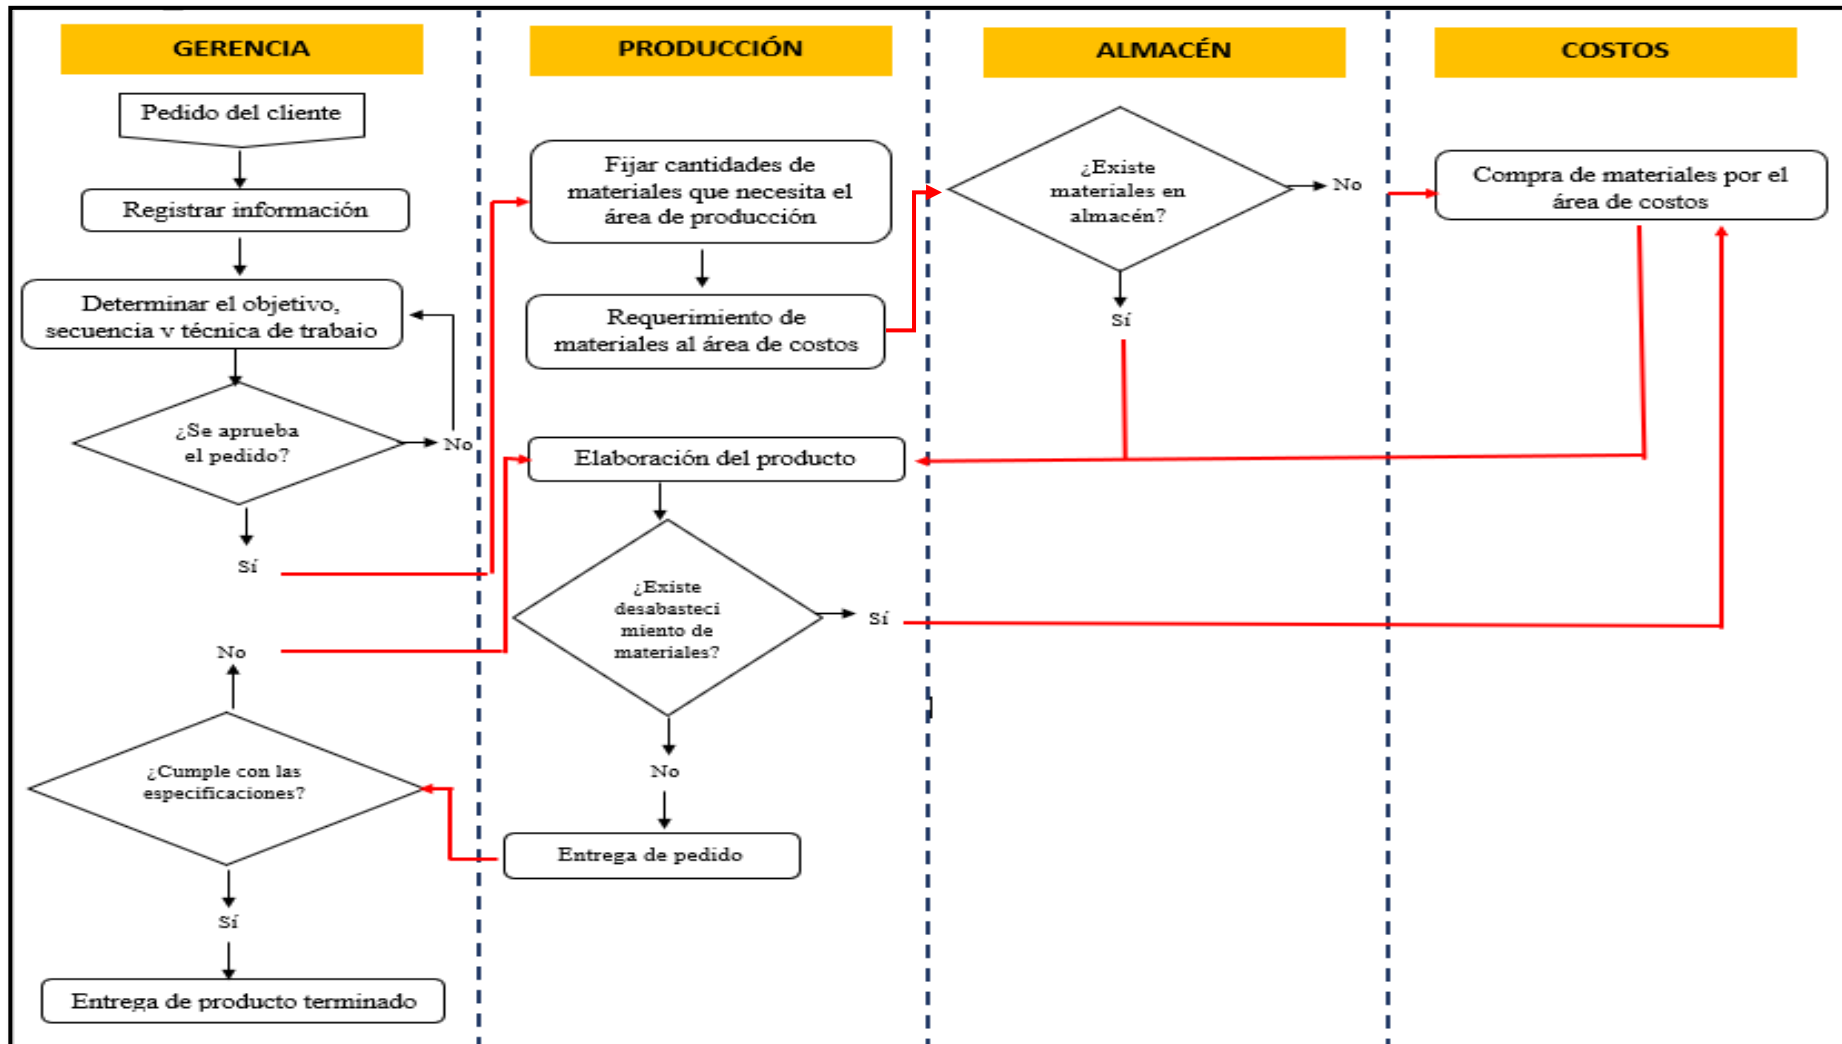 GERENCIA
PRODUCCIÓN
ALMACÉN
COSTOS
Pedido del cliente
Registrar información
Determinar el objetivo,
secuencia v técnica de trabaio
¿Se aprueba
el pedido?
No
Sí
No
¿Cumple con las
especificaciones?
Sí
Entrega de producto terminado
Fijar cantidades de
materiales que necesita el
área de producción
Requerimiento de
materiales al área de costos
Elaboración del producto
¿Existe
desabasteci
miento de
materiales?
Sí
No
Entrega de pedido
¿Existe
materiales en
almacén?
No
Sí
Compra de materiales por el
área de costos